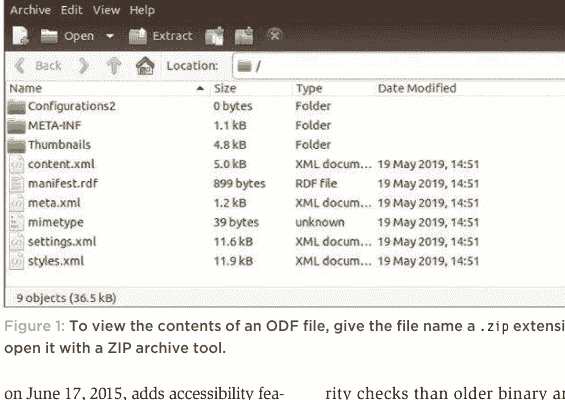 Archive Edit View Help
Open Extract
Back Location: /
Name Size Type Date Modified
Configurations2 0 bytes Folder
META-INF 1.1 kB Folder
Thumbnails 4.8 kB Folder
content.xml 5.0 kB XML docum... 19 May 2019, 14:51
manifest.rdf 899 bytes RDF file 19 May 2019, 14:51
meta.xml 1.2 kB XML docum... 19 May 2019, 14:51
mimetype 39 bytes unknown 19 May 2019, 14:51
settings.xml 11.6 kB XML docum... 19 May 2019, 14:51
styles.xml 11.9 kB XML docum... 19 May 2019, 14:51
9 objects (36.5 kB)
Figure 1: To view the contents of an ODF file, give the file name a .zip extensi
open it with a ZIP archive tool.
on June 17, 2015, adds accessibility fea-
rity checks than older binary ar